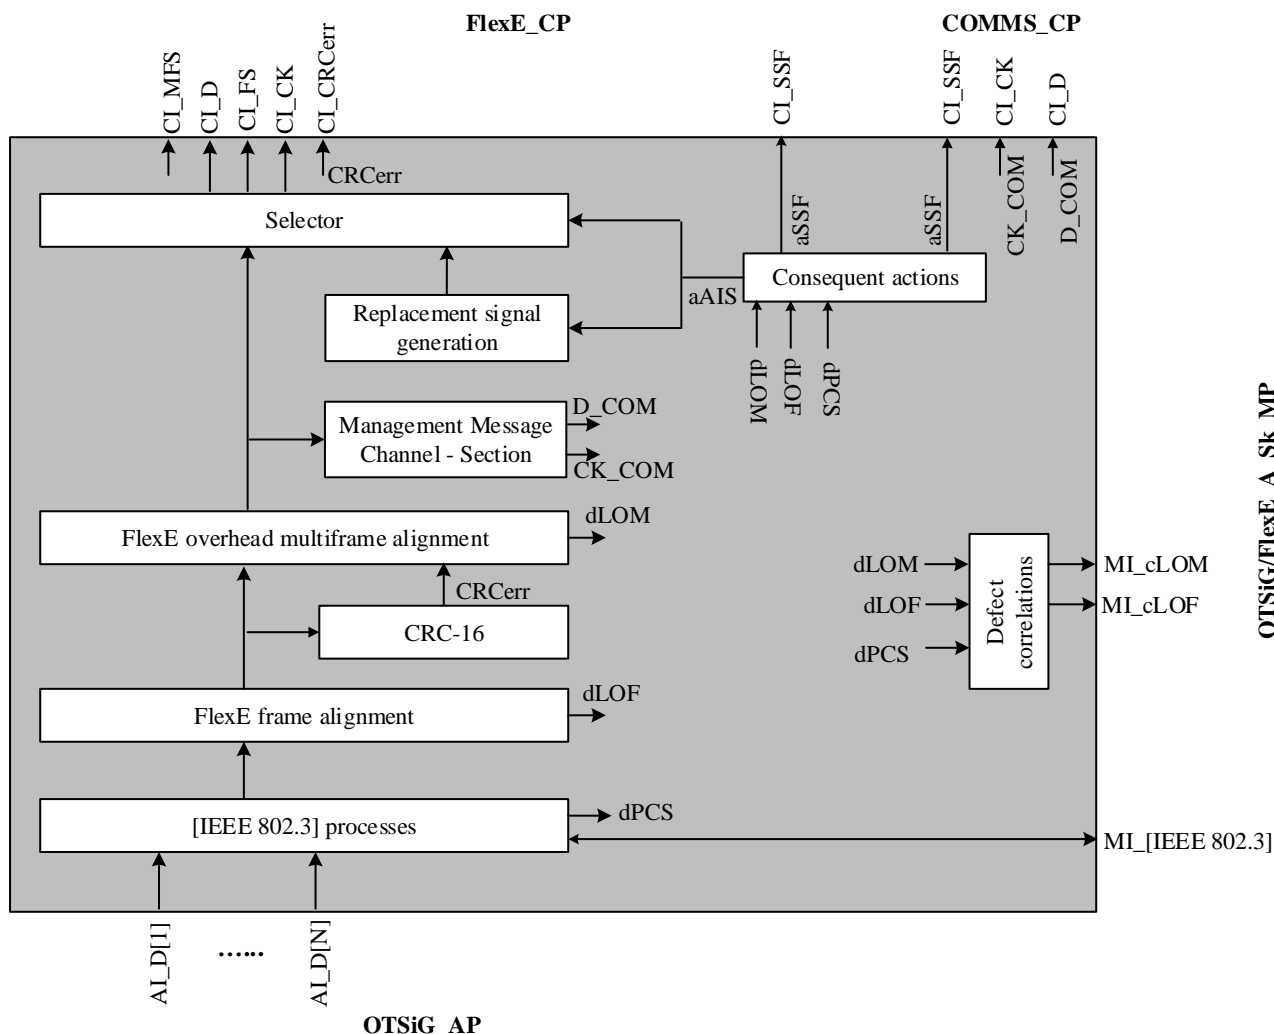 FlexE_CP
COMMS_CP
CI_MFS
CI_D
CI_FS
CI_CK
CI_CRCerr
CI_SSF
CI_SSF
CI_CK
CI_D
CRCerr
Selector
aSSF
aSSF
CK_COM
D_COM
Consequent actions
aAIS
Replacement signal
generation
dLOM
dLOF
dPCS
Management Message
Channel - Section
D_COM
CK_COM
FlexE overhead multiframe alignment
dLOM
CRCerr
CRC-16
dLOM
dLOF
dPCS
Defect
correlations
MI_cLOM
MI_cLOF
OTSiG/FlexE_A_Sk_MP
FlexE frame alignment
dLOF
[IEEE 802.3] processes
dPCS
MI_[IEEE 802.3]
AI_D[1]
......
AI_D[N]
OTSiG_AP